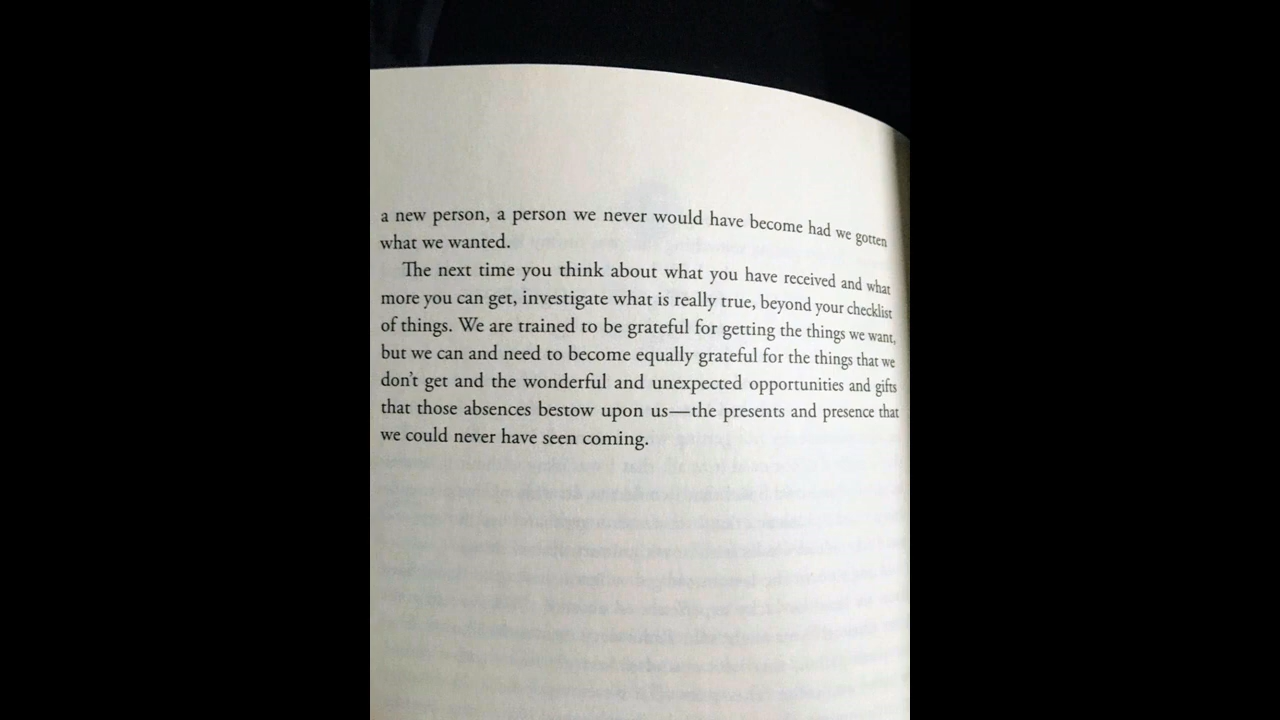 a new person, a person we never would have become had we gotten
what we wanted.
The next time you think about what you have received and what
more you can get, investigate what is really true, beyond your checklist
of things. We are trained to be grateful for getting the things we want,
but we can and need to become equally grateful for the things that we
don't get and the wonderful and unexpected opportunities and gifts
that those absences bestow upon us—the presents and presence that
we could never have seen coming.